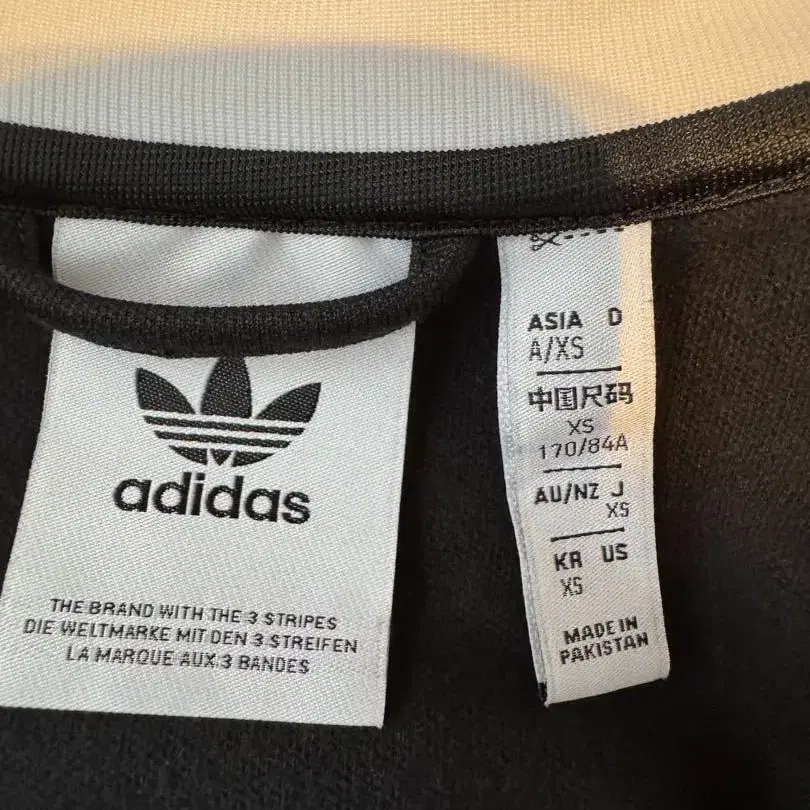 adidas
THE BRAND WITH THE 3 STRIPES
DIE WELTMARKE MIT DEN 3 STREIFEN
LA MARQUE AUX 3 BANDES
ASIA D
A/XS
中国尺码
XS
170/84A
AU/NZ J
XS
KR US
XS
MADE IN
PAKISTAN